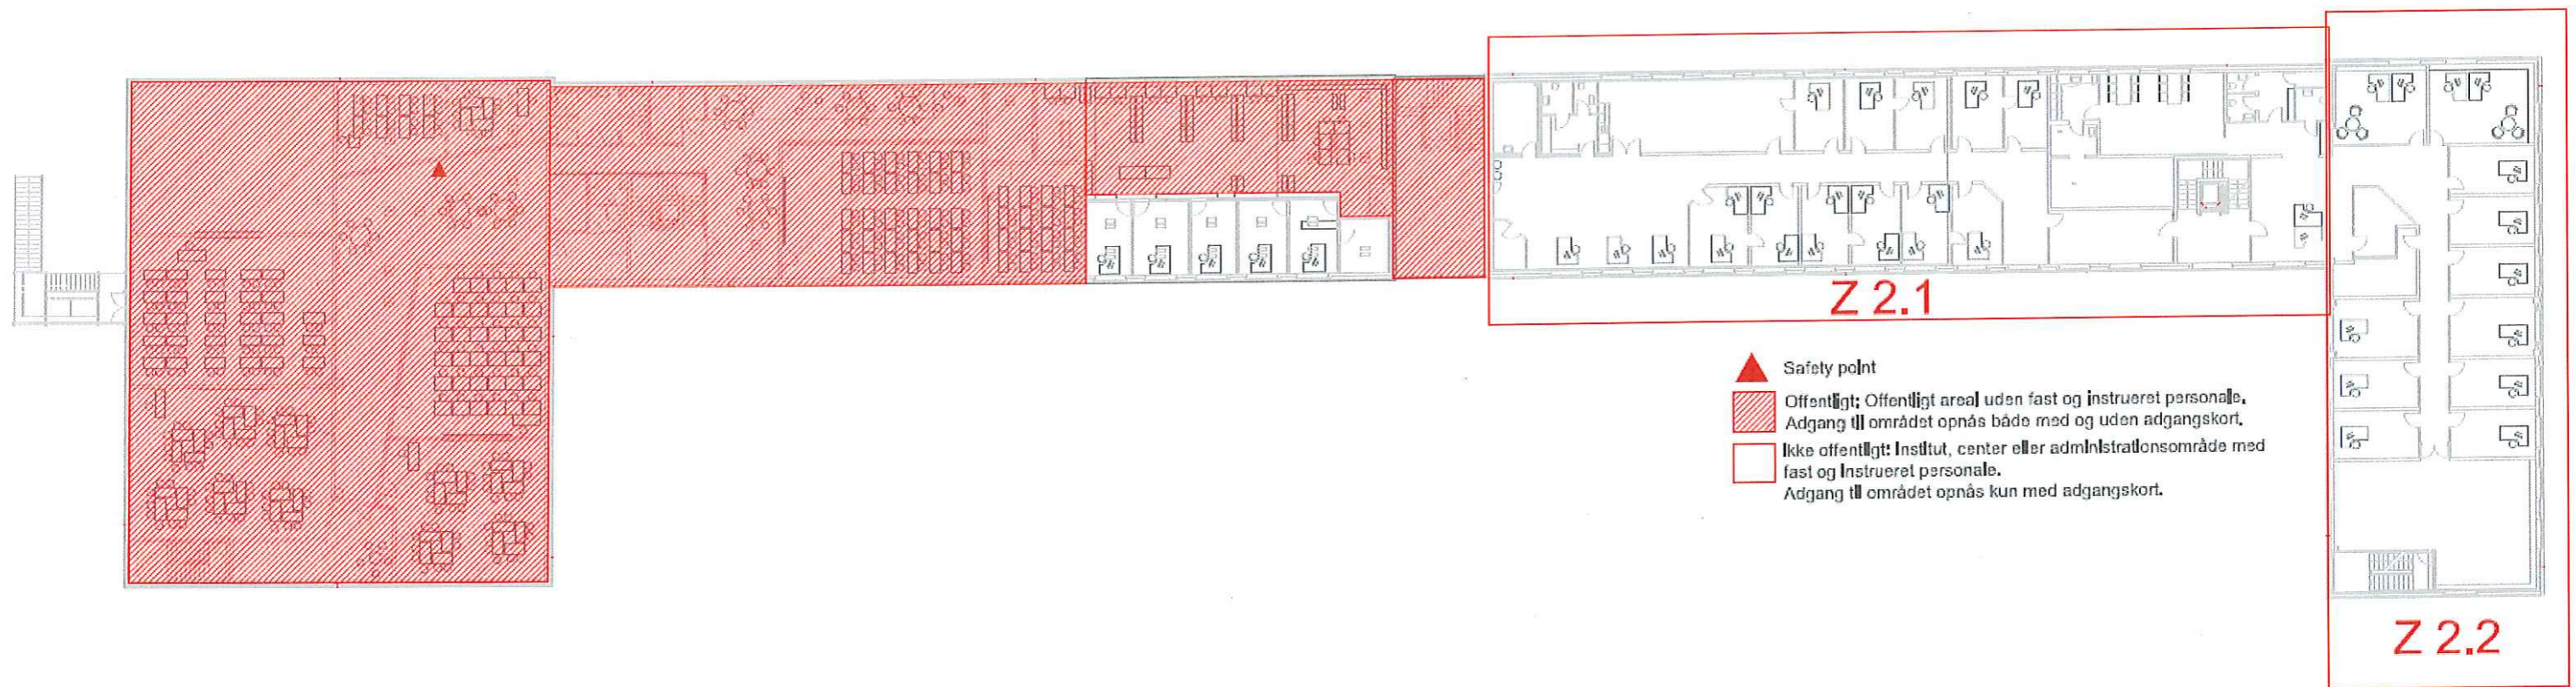 Z 2.1
Safety point
Offentligt: Offentligt areal uden fast og instrueret personale.
Adgang til området opnås både med og uden adgangskort.
Ikke offentligt: Institut, center eller administrationsområde med
fast og instrueret personale.
Adgang til området opnås kun med adgangskort.
Z 2.2